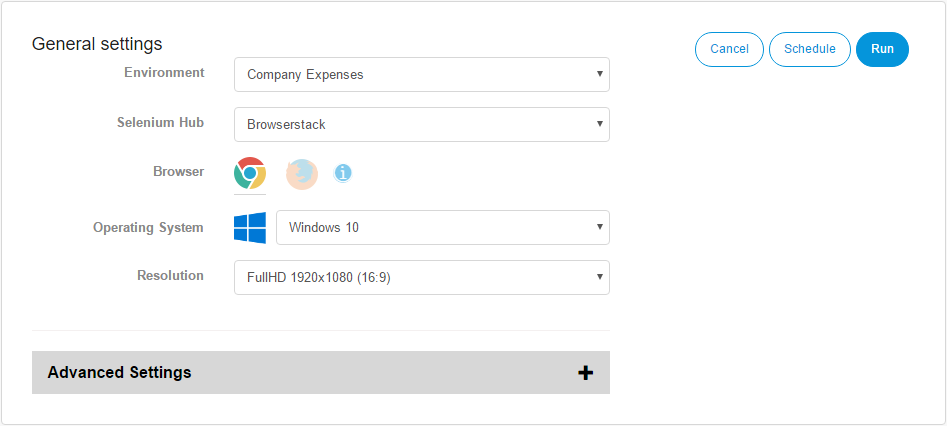 General settings
Cancel Schedule Run
Environment Company Expenses
Selenium Hub Browserstack
Browser i
Operating System Windows 10
Resolution FullHD 1920x1080 (16:9)
Advanced Settings